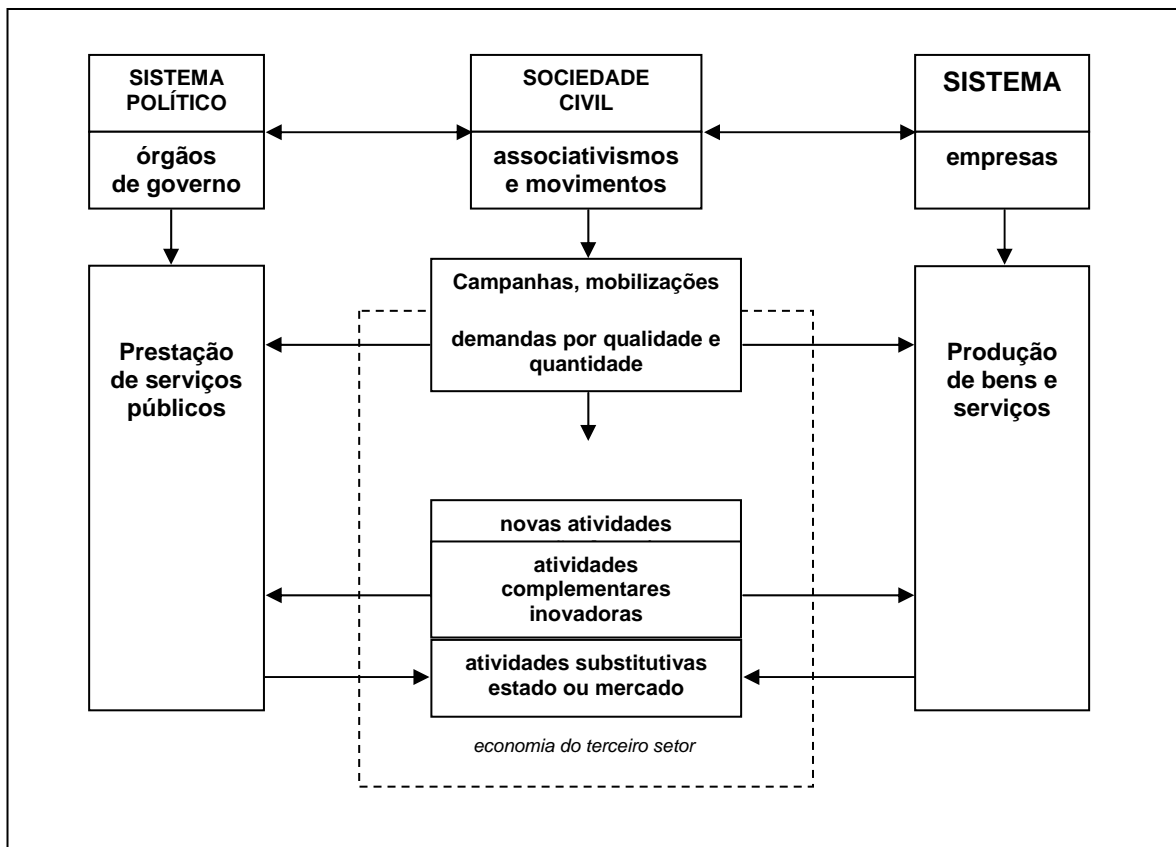 SISTEMA
POLÍTICO
órgãos
de governo
SOCIEDADE
CIVIL
associativismos
e movimentos
SISTEMA
empresas
Prestação
de serviços
públicos
Campanhas, mobilizações
demandas por qualidade e
quantidade
Produção
de bens e
serviços
novas atividades
atividades
complementares
inovadoras
atividades substitutivas
estado ou mercado
economia do terceiro setor